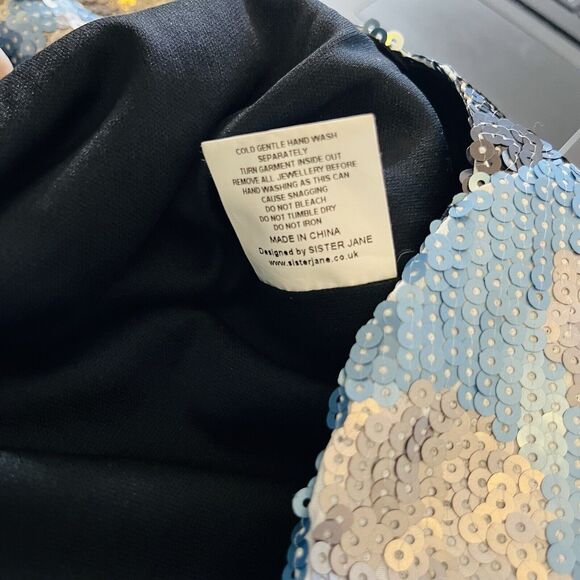 COLD GENTLE HAND WASH
SEPARATELY
TURN GARMENT INSIDE OUT
REMOVE ALL JEWELLERY BEFORE
HAND WASHING AS THIS CAN
CAUSE SNAGGING
DO NOT BLEACH
DO NOT TUMBLE DRY
DO NOT IRON
MADE IN CHINA
Designed by SISTER JANE
www.sisterjane.co.uk